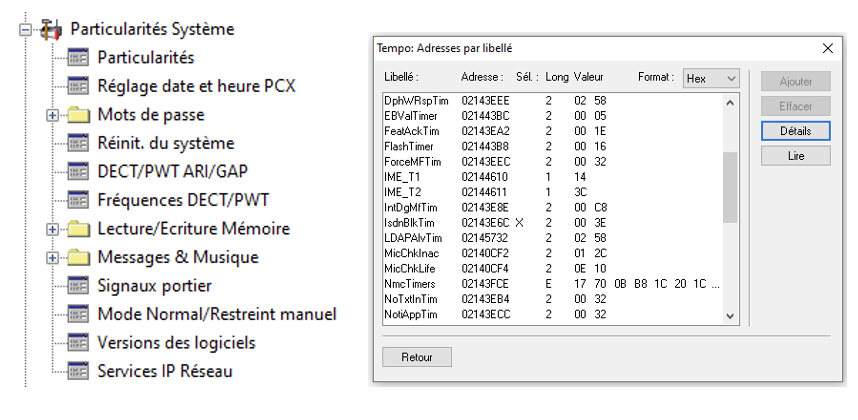 Particularités Système
Particularités
Réglage date et heure PCX
Mots de passe
Réinit. du système
DECT/PWT ARI/GAP
Fréquences DECT/PWT
Lecture/Ecriture Mémoire
Messages & Musique
Signaux portier
Mode Normal/Restreint manuel
Versions des logiciels
Services IP Réseau
Tempo: Adresses par libellé
Libellé : Adresse : Sél. : Long Valeur Format : Hex
DphWRspTim 02143EEE 2 02 58
EBValTimer 021443BC 2 00 05
FeatAckTim 02143EA2 2 00 1E
FlashTimer 021443B8 2 00 16
ForceMFTim 02143EEC 2 00 32
IME_T1 02144610 1 14
IME_T2 02144611 1 3C
IntDgMfTim 02143E8E 2 00 C8
IsdnBlkTim 02143E6C X 2 00 3E
LDAPAlvTim 02145732 2 02 58
MicChkInac 02140CF2 2 01 2C
MicChkLife 02140CF4 2 0E 10
NmcTimers 02143FCE E 17 70 0B B8 1C 20 1C ...
NoTxtInTim 02143EB4 2 00 32
NotiAppTim 02143ECC 2 00 32
Ajouter
Effacer
Détails
Lire
Retour